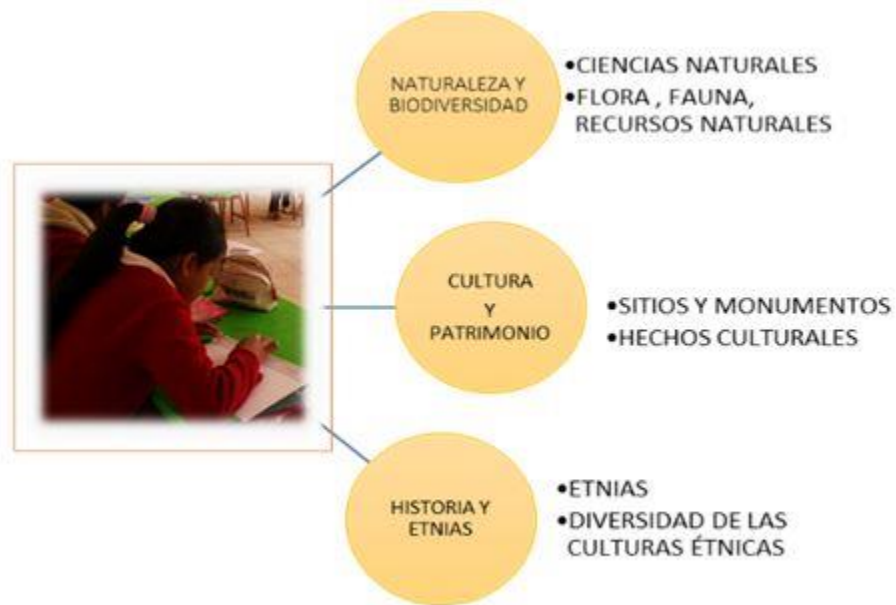 NATURALEZA Y
BIODIVERSIDAD
•CIENCIAS NATURALES
•FLORA , FAUNA,
RECURSOS NATURALES
CULTURA
Y
PATRIMONIO
•SITIOS Y MONUMENTOS
•HECHOS CULTURALES
HISTORIA Y
ETNIAS
•ETNIAS
•DIVERSIDAD DE LAS
CULTURAS ÉTNICAS